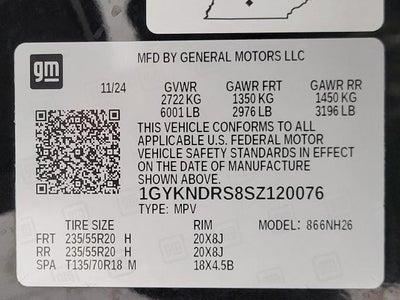 gm
MFD BY GENERAL MOTORS LLC
11/24 GVWR GAWR FRT GAWR RR
2722 KG 1350 KG 1450 KG
6001 LB 2976 LB 3196 LB
THIS VEHICLE CONFORMS TO ALL
APPLICABLE U.S. FEDERAL MOTOR
VEHICLE SAFETY STANDARDS IN EFFECT
ON THE DATE OF MANUFACTURE
SHOWN ABOVE.
1GYKNDRS8SZ120076
TYPE: MPV
TIRE SIZE RIM MODEL: 866NH26
FRT 235/55R20 H 20X8J
RR 235/55R20 H 20X8J
SPA T135/70R18 M 18X4.5B